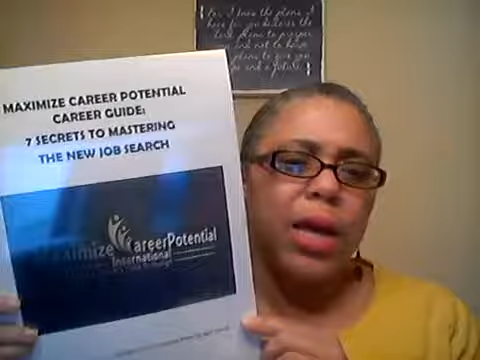 For I know the plans I
have for you declares the
Lord plans to prosper
you and not to harm
you plans to give you
hope and a future
MAXIMIZE CAREER POTENTIAL
CAREER GUIDE:
7 SECRETS TO MASTERING
THE NEW JOB SEARCH
Maximize CareerPotential
International